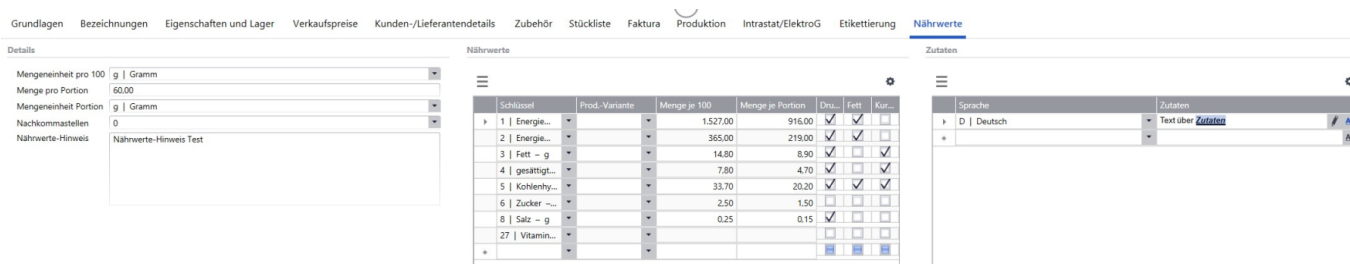 Grundlagen Bezeichnungen Eigenschaften und Lager Verkaufspreise Kunden-/Lieferantendetails Zubehör Stückliste Faktura Produktion Intrastat/ElektroG Etikettierung Nährwerte
Details
Mengeneinheit pro 100 g | Gramm
Menge pro Portion 60,00
Mengeneinheit Portion g | Gramm
Nachkommastellen 0
Nährwerte-Hinweis Nährwerte-Hinweis Test
Nährwerte
Schlüssel Prod.-Variante Menge je 100 Menge je Portion Dru... Fett Kur...
1 | Energie... 1.527,00 916,00
2 | Energie... 365,00 219,00
3 | Fett – g 14,80 8,90
4 | gesättigt... 7,80 4,70
5 | Kohlenhy... 33,70 20,20
6 | Zucker –... 2,50 1,50
8 | Salz – g 0,25 0,15
27 | Vitamin...
Zutaten
Sprache Zutaten
D | Deutsch Text über Zutaten